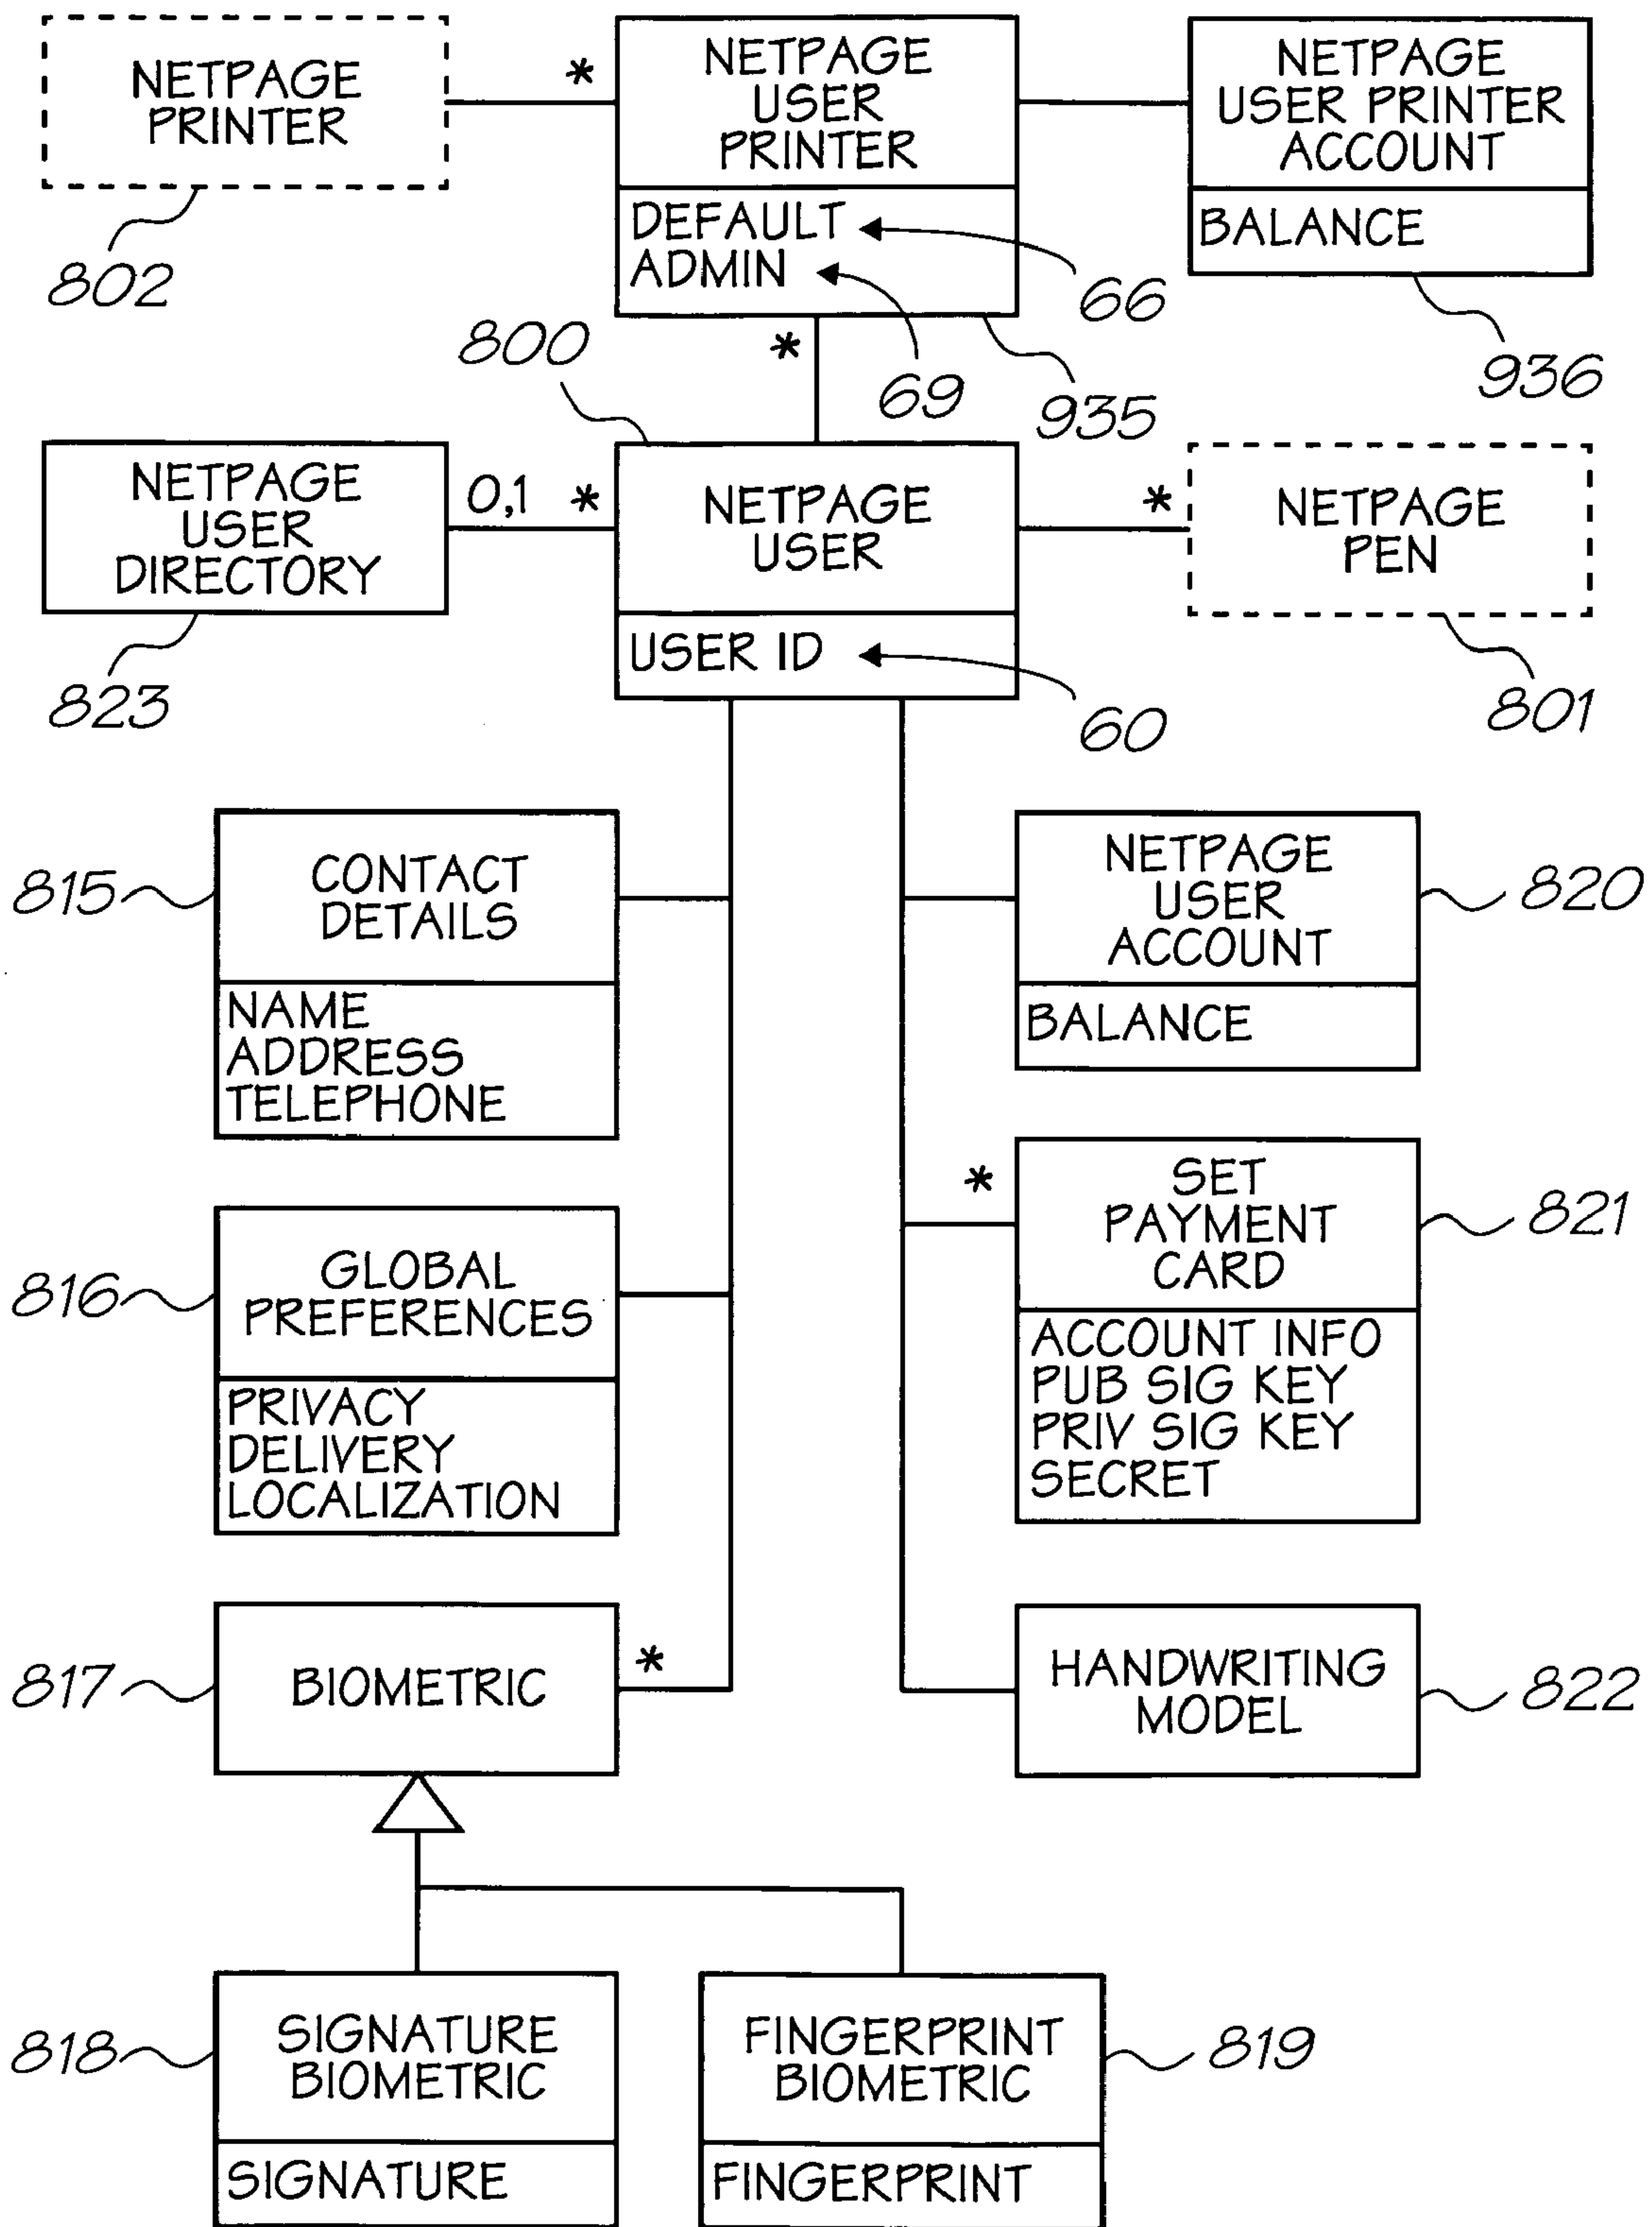 NETPAGE
PRINTER
802
*
NETPAGE
USER
PRINTER
DEFAULT
ADMIN
66
69
935
NETPAGE
USER PRINTER
ACCOUNT
BALANCE
936
*
800
NETPAGE
USER
DIRECTORY
823
0,1 *
NETPAGE
USER
USER ID
60
*
NETPAGE
PEN
801
815
CONTACT
DETAILS
NAME
ADDRESS
TELEPHONE
NETPAGE
USER
ACCOUNT
BALANCE
820
816
GLOBAL
PREFERENCES
PRIVACY
DELIVERY
LOCALIZATION
*
SET
PAYMENT
CARD
ACCOUNT INFO
PUB SIG KEY
PRIV SIG KEY
SECRET
821
817
BIOMETRIC
*
HANDWRITING
MODEL
822
818
SIGNATURE
BIOMETRIC
SIGNATURE
FINGERPRINT
BIOMETRIC
FINGERPRINT
819